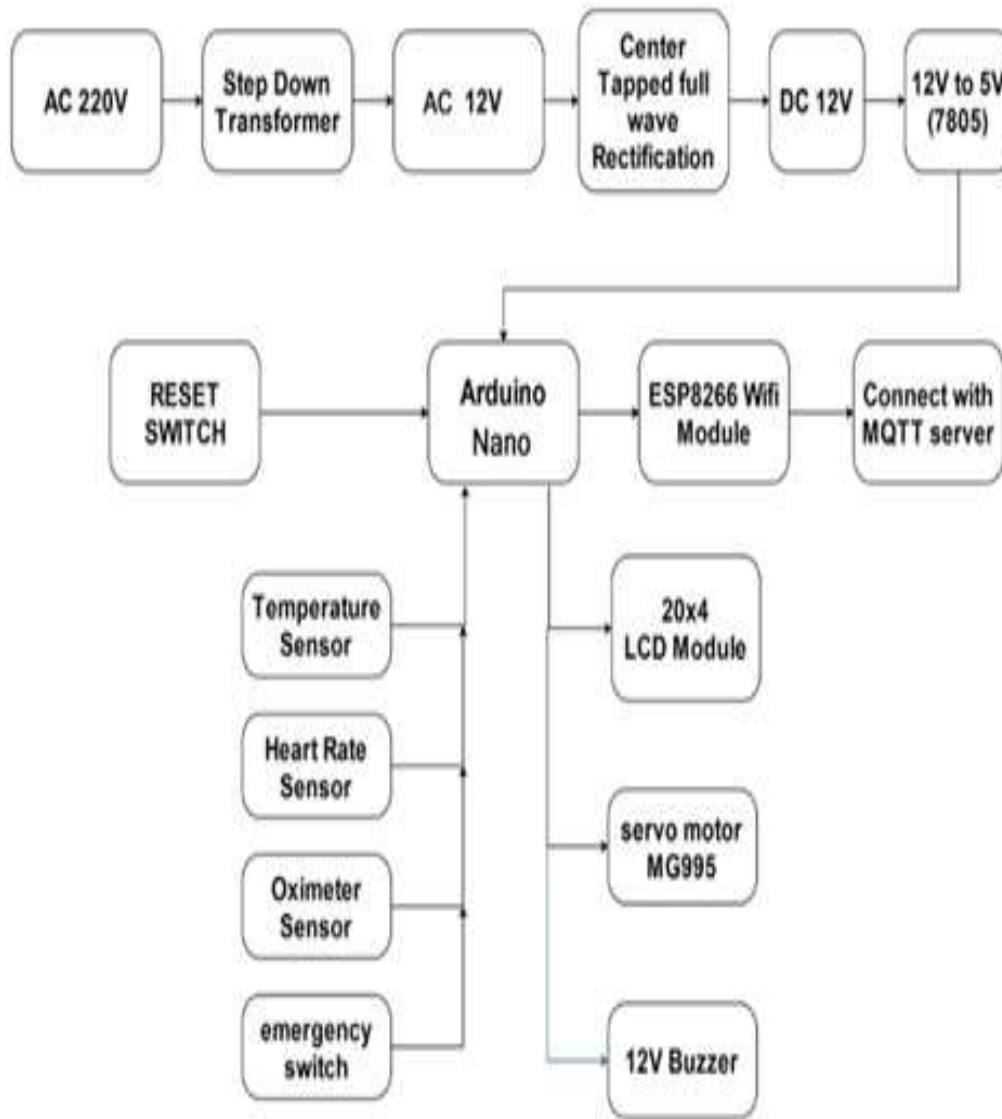 AC 220V
Step Down
Transformer
AC 12V
Center
Tapped full
wave
Rectification
DC 12V
12V to 5V
(7805)
RESET
SWITCH
Arduino
Nano
ESP8266 Wifi
Module
Connect with
MQTT server
Temperature
Sensor
20x4
LCD Module
Heart Rate
Sensor
servo motor
MG995
Oximeter
Sensor
emergency
switch
12V Buzzer